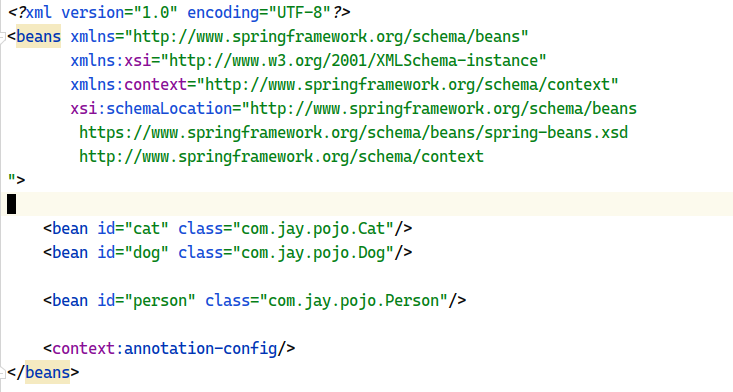 <?xml version="1.0" encoding="UTF-8"?>
<beans xmlns="http://www.springframework.org/schema/beans"
       xmlns:xsi="http://www.w3.org/2001/XMLSchema-instance"
       xmlns:context="http://www.springframework.org/schema/context"
       xsi:schemaLocation="http://www.springframework.org/schema/beans
        https://www.springframework.org/schema/beans/spring-beans.xsd
        http://www.springframework.org/schema/context
">
    <bean id="cat" class="com.jay.pojo.Cat"/>
    <bean id="dog" class="com.jay.pojo.Dog"/>
    <bean id="person" class="com.jay.pojo.Person"/>
    <context:annotation-config/>
</beans>